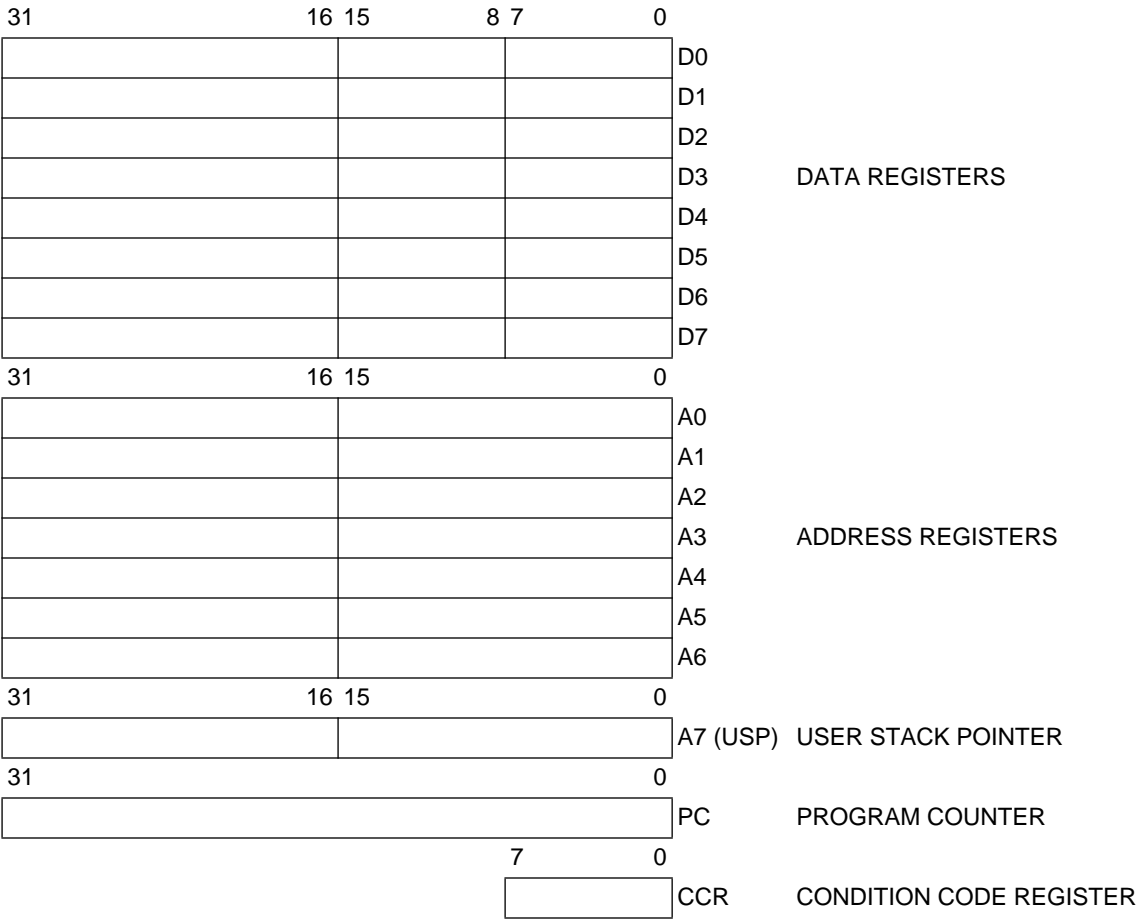 31 16 15 8 7 0
D0
D1
D2
D3 DATA REGISTERS
D4
D5
D6
D7
31 16 15 0
A0
A1
A2
A3 ADDRESS REGISTERS
A4
A5
A6
31 16 15 0
A7 (USP) USER STACK POINTER
31 0
PC PROGRAM COUNTER
7 0
CCR CONDITION CODE REGISTER